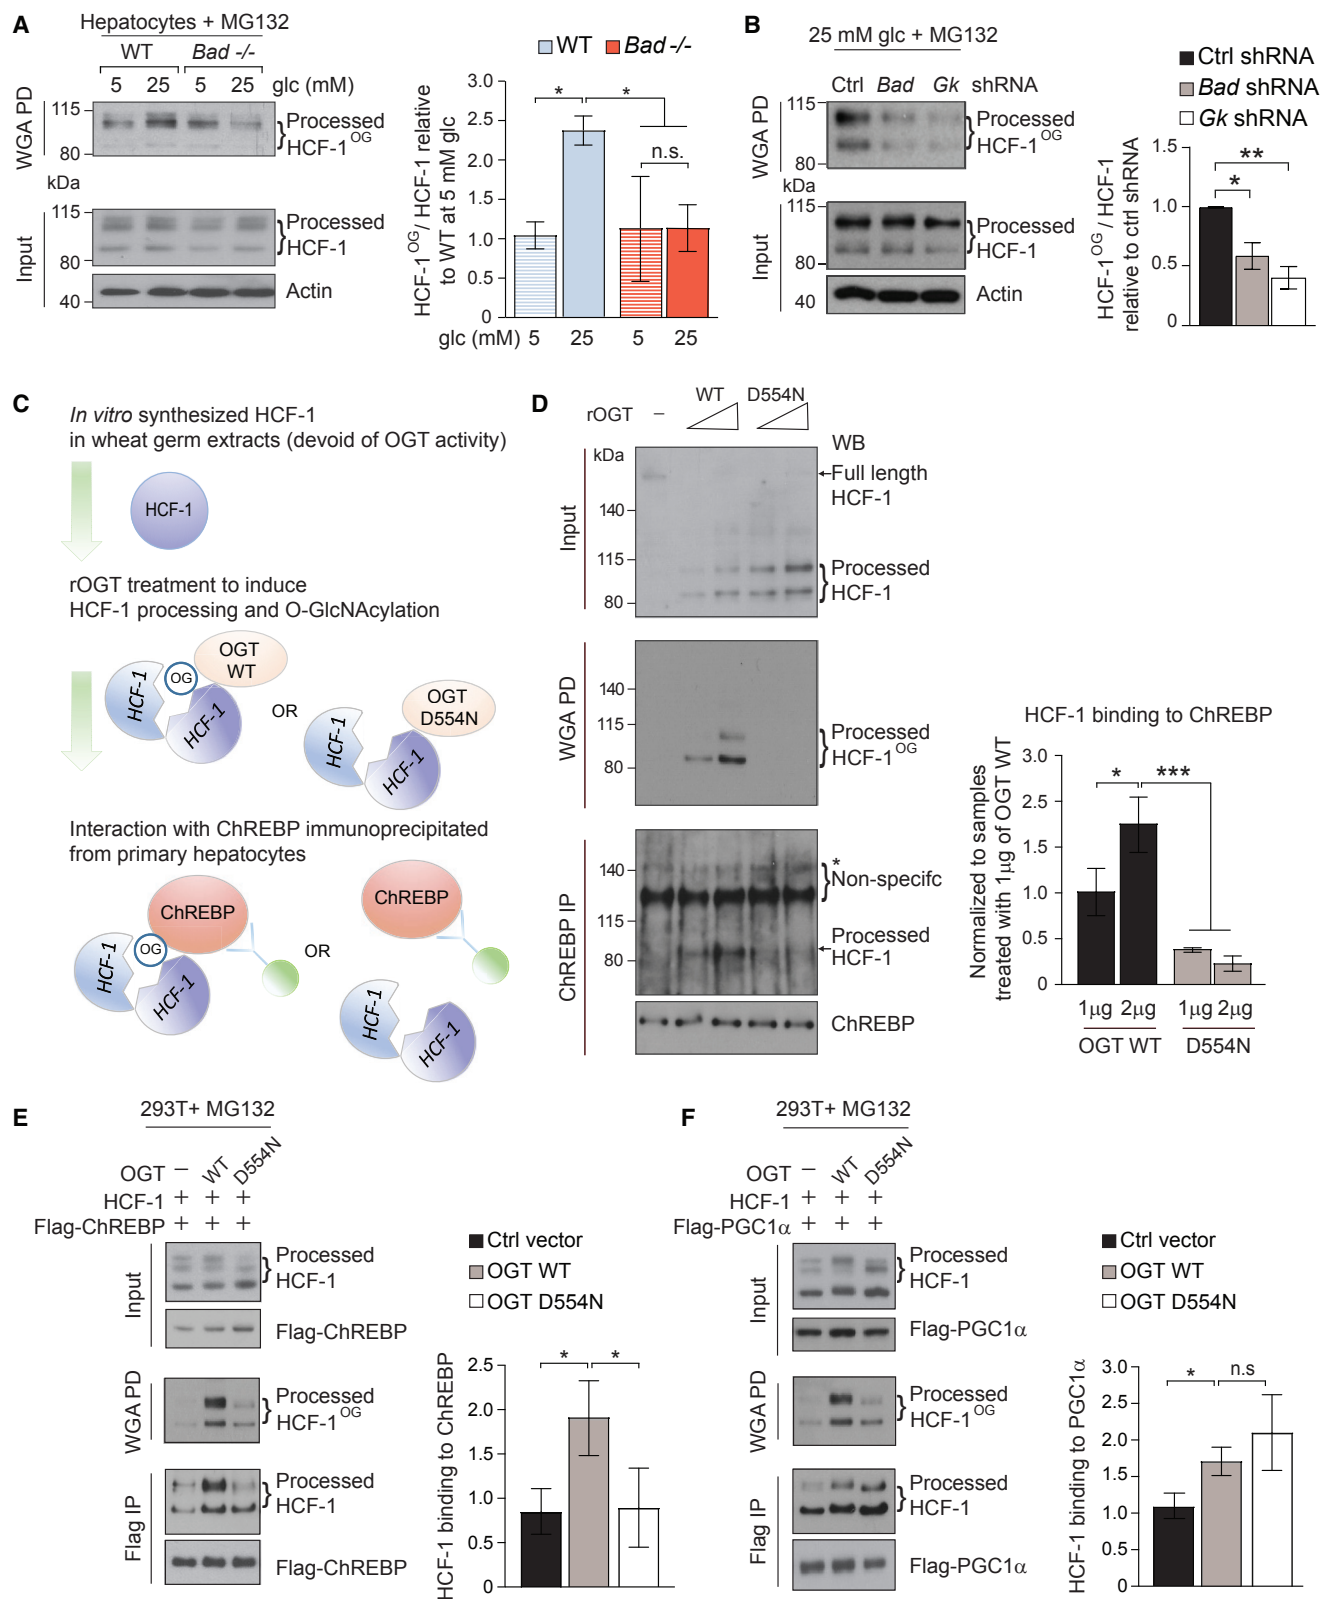 A
Hepatocytes + MG132
WT Bad -/-
5 25 5 25 glc (mM)
WGA PD
115
80
Processed
HCF-1OG
kDa
Input
115
80
Processed
HCF-1
40
Actin
WT Bad -/-
HCF-1OG/ HCF-1 relative
to WT at 5 mM glc
3.0
2.5
2.0
1.5
1.0
0.5
0
* *
n.s.
glc (mM) 5 25 5 25
B
25 mM glc + MG132
Ctrl Bad Gk shRNA
WGA PD
115
80
Processed
HCF-1OG
kDa
Input
115
80
Processed
HCF-1
40
Actin
Ctrl shRNA
Bad shRNA
Gk shRNA
HCF-1OG/ HCF-1
relative to ctrl shRNA
1.5
1.0
0.5
0
**
*
C
In vitro synthesized HCF-1
in wheat germ extracts (devoid of OGT activity)
HCF-1
rOGT treatment to induce
HCF-1 processing and O-GlcNAcylation
HCF-1
OG
OGT
WT
HCF-1
OR
HCF-1
OGT
D554N
HCF-1
Interaction with ChREBP immunoprecipitated
from primary hepatocytes
ChREBP
HCF-1
OG
HCF-1
OR
ChREBP
HCF-1
HCF-1
D
WT D554N
rOGT –
kDa
WB
Input
140
115
80
Full length
HCF-1
Processed
HCF-1
WGA PD
140
115
80
Processed
HCF-1OG
ChREBP IP
140
115
80
*
Non-specifc
Processed
HCF-1
ChREBP
HCF-1 binding to ChREBP
Normalized to samples
treated with 1µg of OGT WT
3.0
2.5
1.5
1.0
0.5
0
* ***
1µg 2µg 1µg 2µg
OGT WT D554N
E
293T+ MG132
OGT – WT D554N
HCF-1 + + +
Flag-ChREBP + + +
Input
Processed
HCF-1
Flag-ChREBP
WGA PD
Processed
HCF-1OG
Flag IP
Processed
HCF-1
Flag-ChREBP
Ctrl vector
OGT WT
OGT D554N
HCF-1 binding to ChREBP
2.5
2.0
1.5
1.0
0.5
0
* *
F
293T+ MG132
OGT – WT D554N
HCF-1 + + +
Flag-PGC1α + + +
Input
Processed
HCF-1
Flag-PGC1α
WGA PD
Processed
HCF-1OG
Flag IP
Processed
HCF-1
Flag-PGC1α
Ctrl vector
OGT WT
OGT D554N
HCF-1 binding to PGC1α
3.0
2.5
2.0
1.5
1.0
0.5
0
* n.s